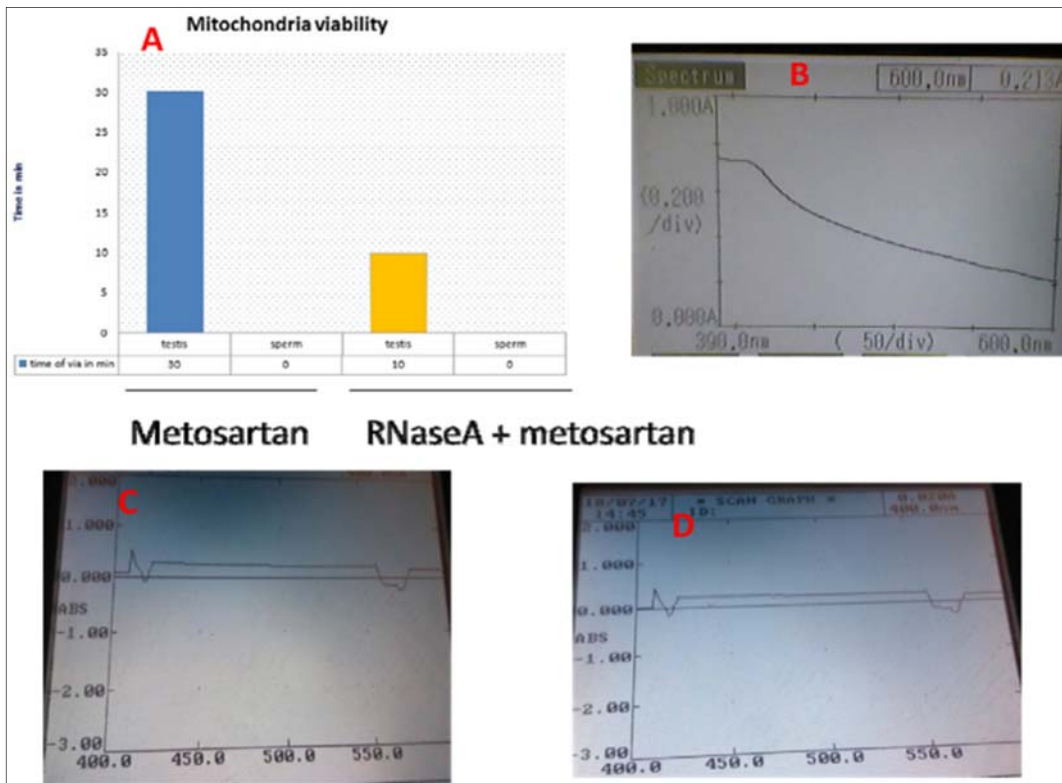 Mitochondria viability
A
Time in min
35
30
25
20
15
10
5
0
testis sperm testis sperm
time of via in min 30 0 10 0
Metosartan RNaseA + metosartan
B
Spectrum 600.0nm 0.213A
1.000A
(0.200
/div)
0.000A
390.0nm ( 50/div) 600.0nm
C
2.000
1.000
0.000
ABS
-1.00
-2.00
-3.00
400.0 450.0 500.0 550.0
D
14:45 * SCAN GRAPH *
ID: 400.0nm
2.000
1.000
0.000
ABS
-1.00
-2.00
-3.00
400.0 450.0 500.0 550.0